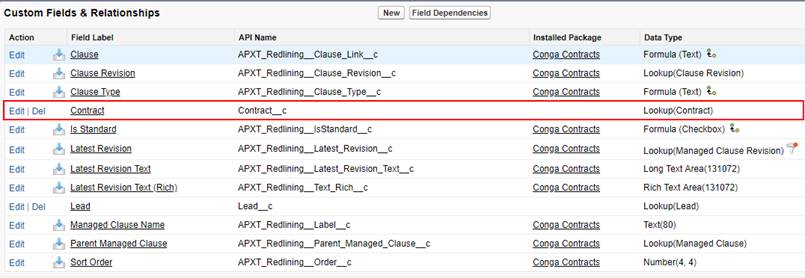 Custom Fields & Relationships New Field Dependencies
Action Field Label API Name Installed Package Data Type
Edit Clause APXT_Redlining__Clause_Link__c Conga Contracts Formula (Text)
Edit Clause Revision APXT_Redlining__Clause_Revision__c Conga Contracts Lookup(Clause Revision)
Edit Clause Type APXT_Redlining__Clause_Type__c Conga Contracts Formula (Text)
Edit | Del Contract Contract__c Lookup(Contract)
Edit Is Standard APXT_Redlining__IsStandard__c Conga Contracts Formula (Checkbox)
Edit Latest Revision APXT_Redlining__Latest_Revision__c Conga Contracts Lookup(Managed Clause Revision)
Edit Latest Revision Text APXT_Redlining__Latest_Revision_Text__c Conga Contracts Long Text Area(131072)
Edit Latest Revision Text (Rich) APXT_Redlining__Text_Rich__c Conga Contracts Rich Text Area(131072)
Edit | Del Lead Lead__c Lookup(Lead)
Edit Managed Clause Name APXT_Redlining__Label__c Conga Contracts Text(80)
Edit Parent Managed Clause APXT_Redlining__Parent_Managed_Clause__c Conga Contracts Lookup(Managed Clause)
Edit Sort Order APXT_Redlining__Order__c Conga Contracts Number(4, 4)